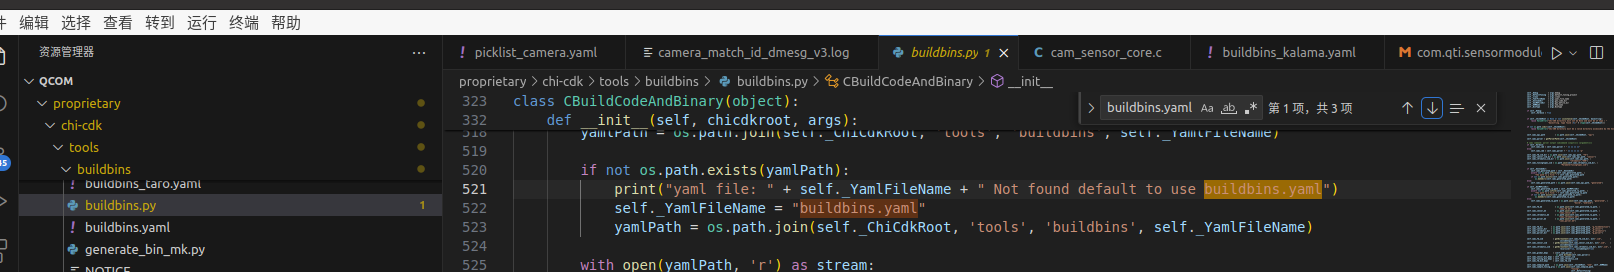 件 编辑 选择 查看 转到 运行 终端 帮助
资源管理器 ···
picklist_camera.yaml camera_match_id_dmesg_v3.log buildbins.py 1 cam_sensor_core.c buildbins_kalama.yaml com.qti.sensormodul
QCOM
proprietary
chi-cdk
tools
buildbins
buildbins_taro.yaml
buildbins.py 1
buildbins.yaml
generate_bin_mk.py
NOTICE
proprietary > chi-cdk > tools > buildbins > buildbins.py > CBuildCodeAndBinary > __init__
buildbins.yaml Aa ab 第 1 项，共 3 项
323 class CBuildCodeAndBinary(object):
332 def __init__(self, chicdkroot, args):
518 yamlPath = os.path.join(self._ChiCdkRoot, 'tools', 'buildbins', self._YamlFileName)
519
520 if not os.path.exists(yamlPath):
521 print("yaml file: " + self._YamlFileName + " Not found default to use buildbins.yaml")
522 self._YamlFileName = "buildbins.yaml"
523 yamlPath = os.path.join(self._ChiCdkRoot, 'tools', 'buildbins', self._YamlFileName)
524
525 with open(yamlPath, 'r') as stream: